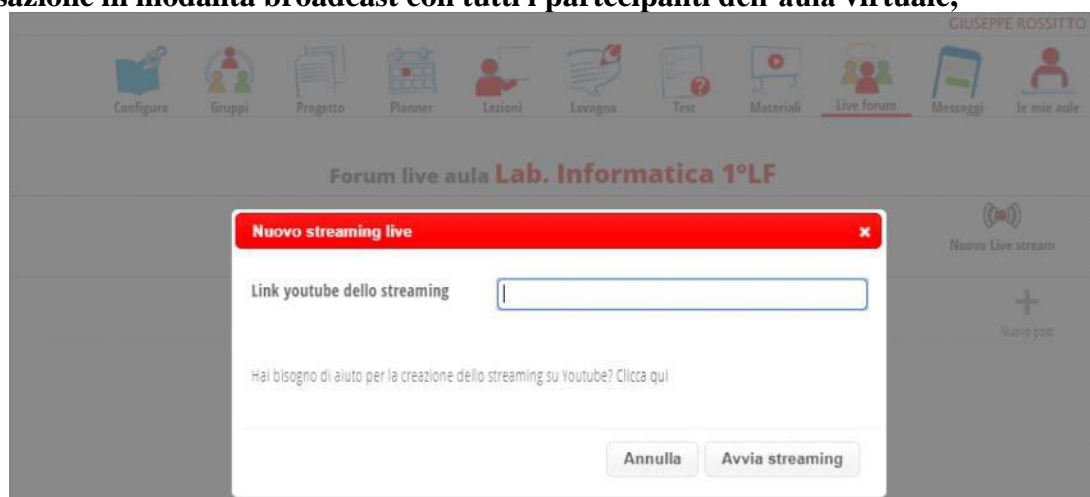 sazione in modalità broadcast con tutti i partecipanti dell'aula virtuale,
GIUSEPPE ROSSITTO
Configura Gruppi Progetto Planner Lezioni Lavagna Test Materiali Live forum Messaggi le mie aule
Forum live aula Lab. Informatica 1°LF
Nuovo Live stream
Nuovo streaming live ×
Link youtube dello streaming
Nuovo post
Hai bisogno di aiuto per la creazione dello streaming su Youtube? Clicca qui
Annulla Avvia streaming